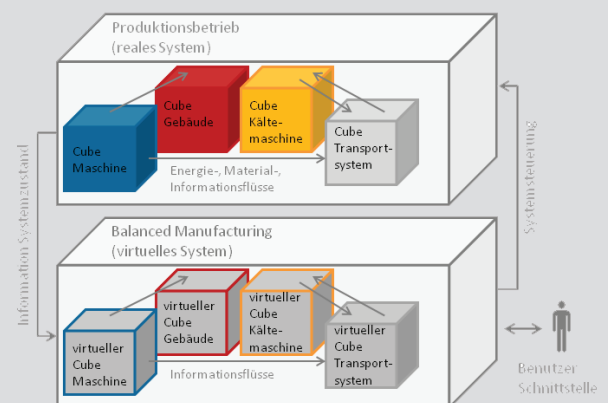 Produktionsbetrieb
(reales System)
Cube
Gebäude
Cube
Kälte-
maschine
Cube
Maschine
Cube
Transport-
system
Energie-, Material-,
Informationsflüsse
Information Systemzustand
Systemsteuerung
Balanced Manufacturing
(virtuelles System)
virtueller
Cube
Gebäude
virtueller
Cube
Kälte-
maschine
virtueller
Cube
Maschine
virtueller
Cube
Transport-
system
Informationsflüsse
Benutzer
Schnittstelle